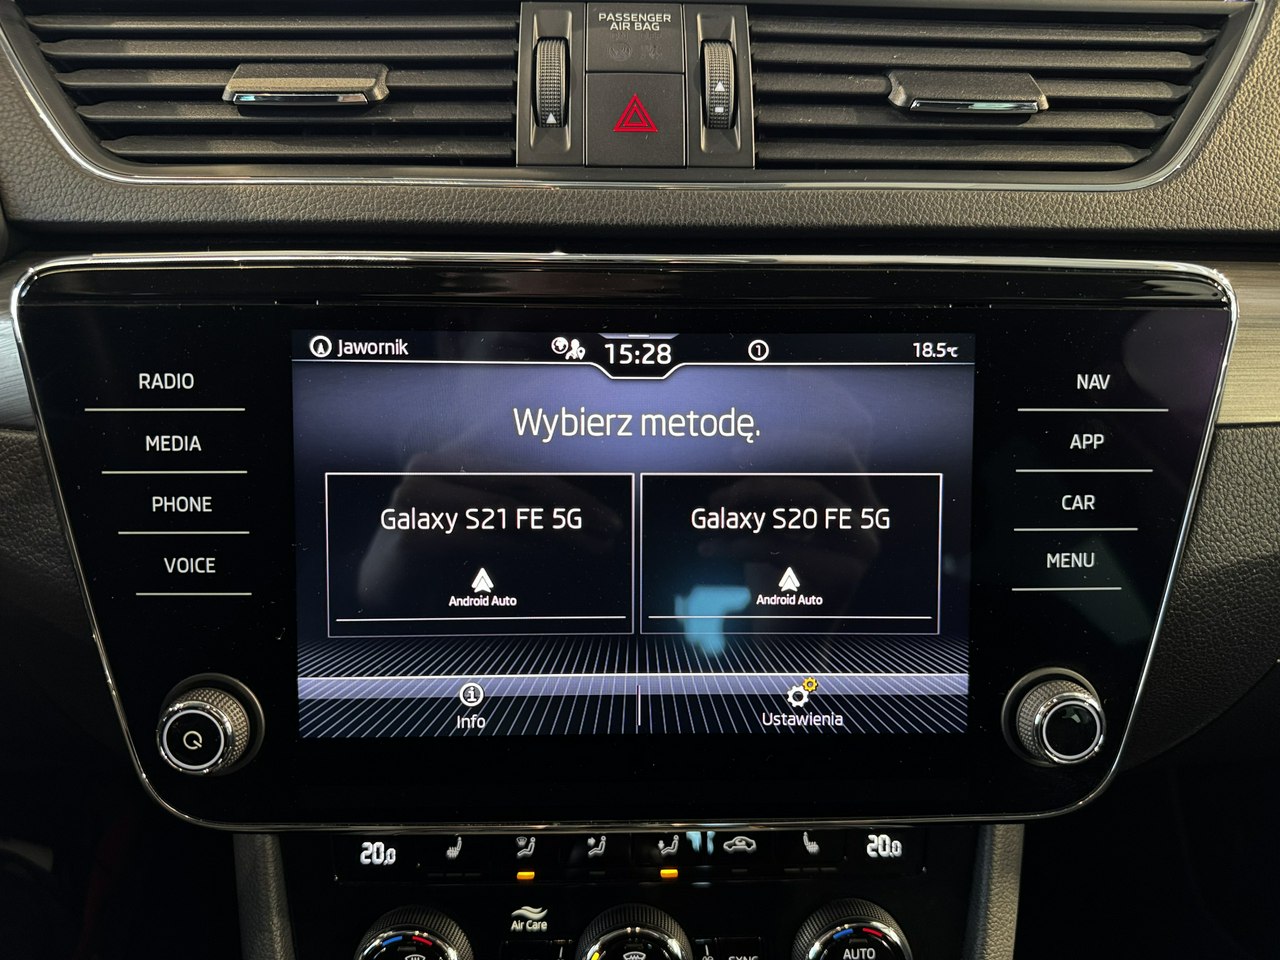 PASSENGER
AIR BAG
Jawornik
15:28
1
18.5°C
RADIO
MEDIA
PHONE
VOICE
Wybierz metodę.
Galaxy S21 FE 5G
Android Auto
Galaxy S20 FE 5G
Android Auto
Info
Ustawienia
NAV
APP
CAR
MENU
20.0
20.0
Air Care
AUTO
SYNC